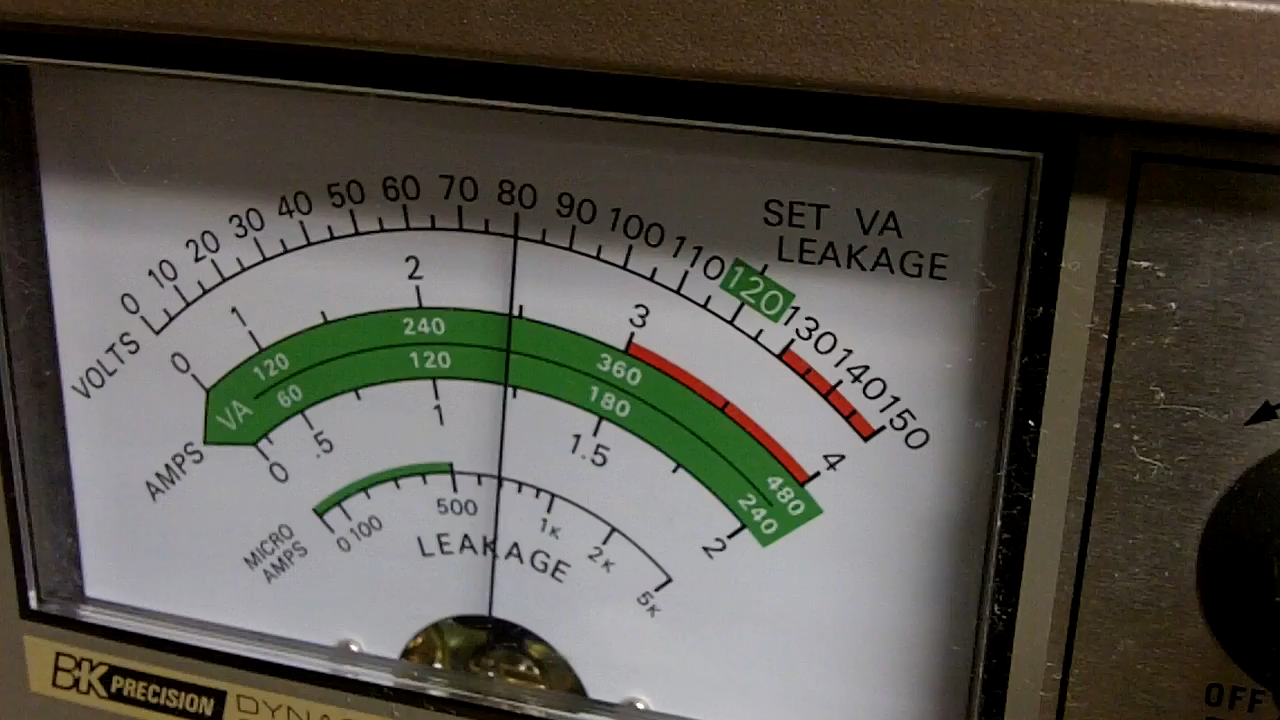 SET VA
LEAKAGE
0 10 20 30 40 50 60 70 80 90 100 110 120 130 140 150
VOLTS
0 1 2 3 4
120 240 360 480
VA
60 120 180 240
AMPS
0 .5 1 1.5 2
MICRO
AMPS
0 100 500 1K 2K 5K
LEAKAGE
BK PRECISION
OFF